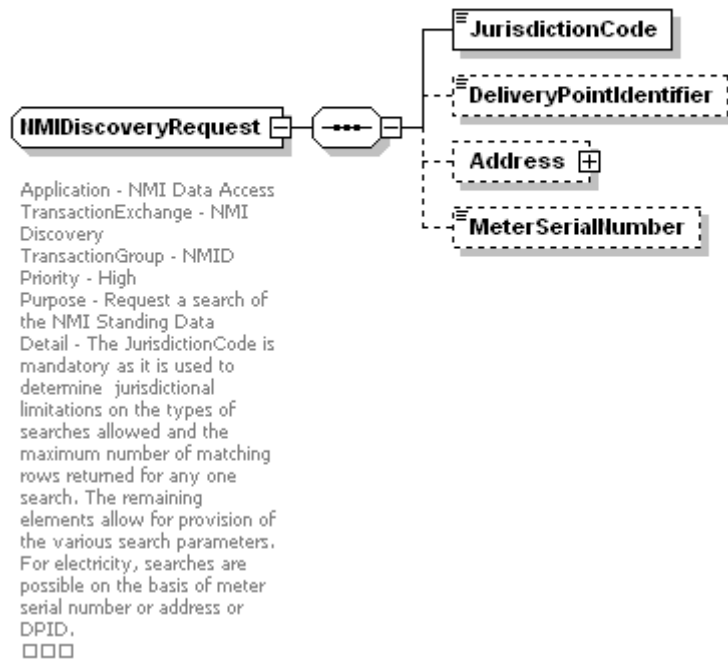 JurisdictionCode
DeliveryPointIdentifier
NMIDiscoveryRequest
Address
MeterSerialNumber
Application - NMI Data Access
TransactionExchange - NMI
Discovery
TransactionGroup - NMID
Priority - High
Purpose - Request a search of
the NMI Standing Data
Detail - The JurisdictionCode is
mandatory as it is used to
determine  jurisdictional
limitations on the types of
searches allowed and the
maximum number of matching
rows returned for any one
search. The remaining
elements allow for provision of
the various search parameters.
For electricity, searches are
possible on the basis of meter
serial number or address or
DPID.
□□□